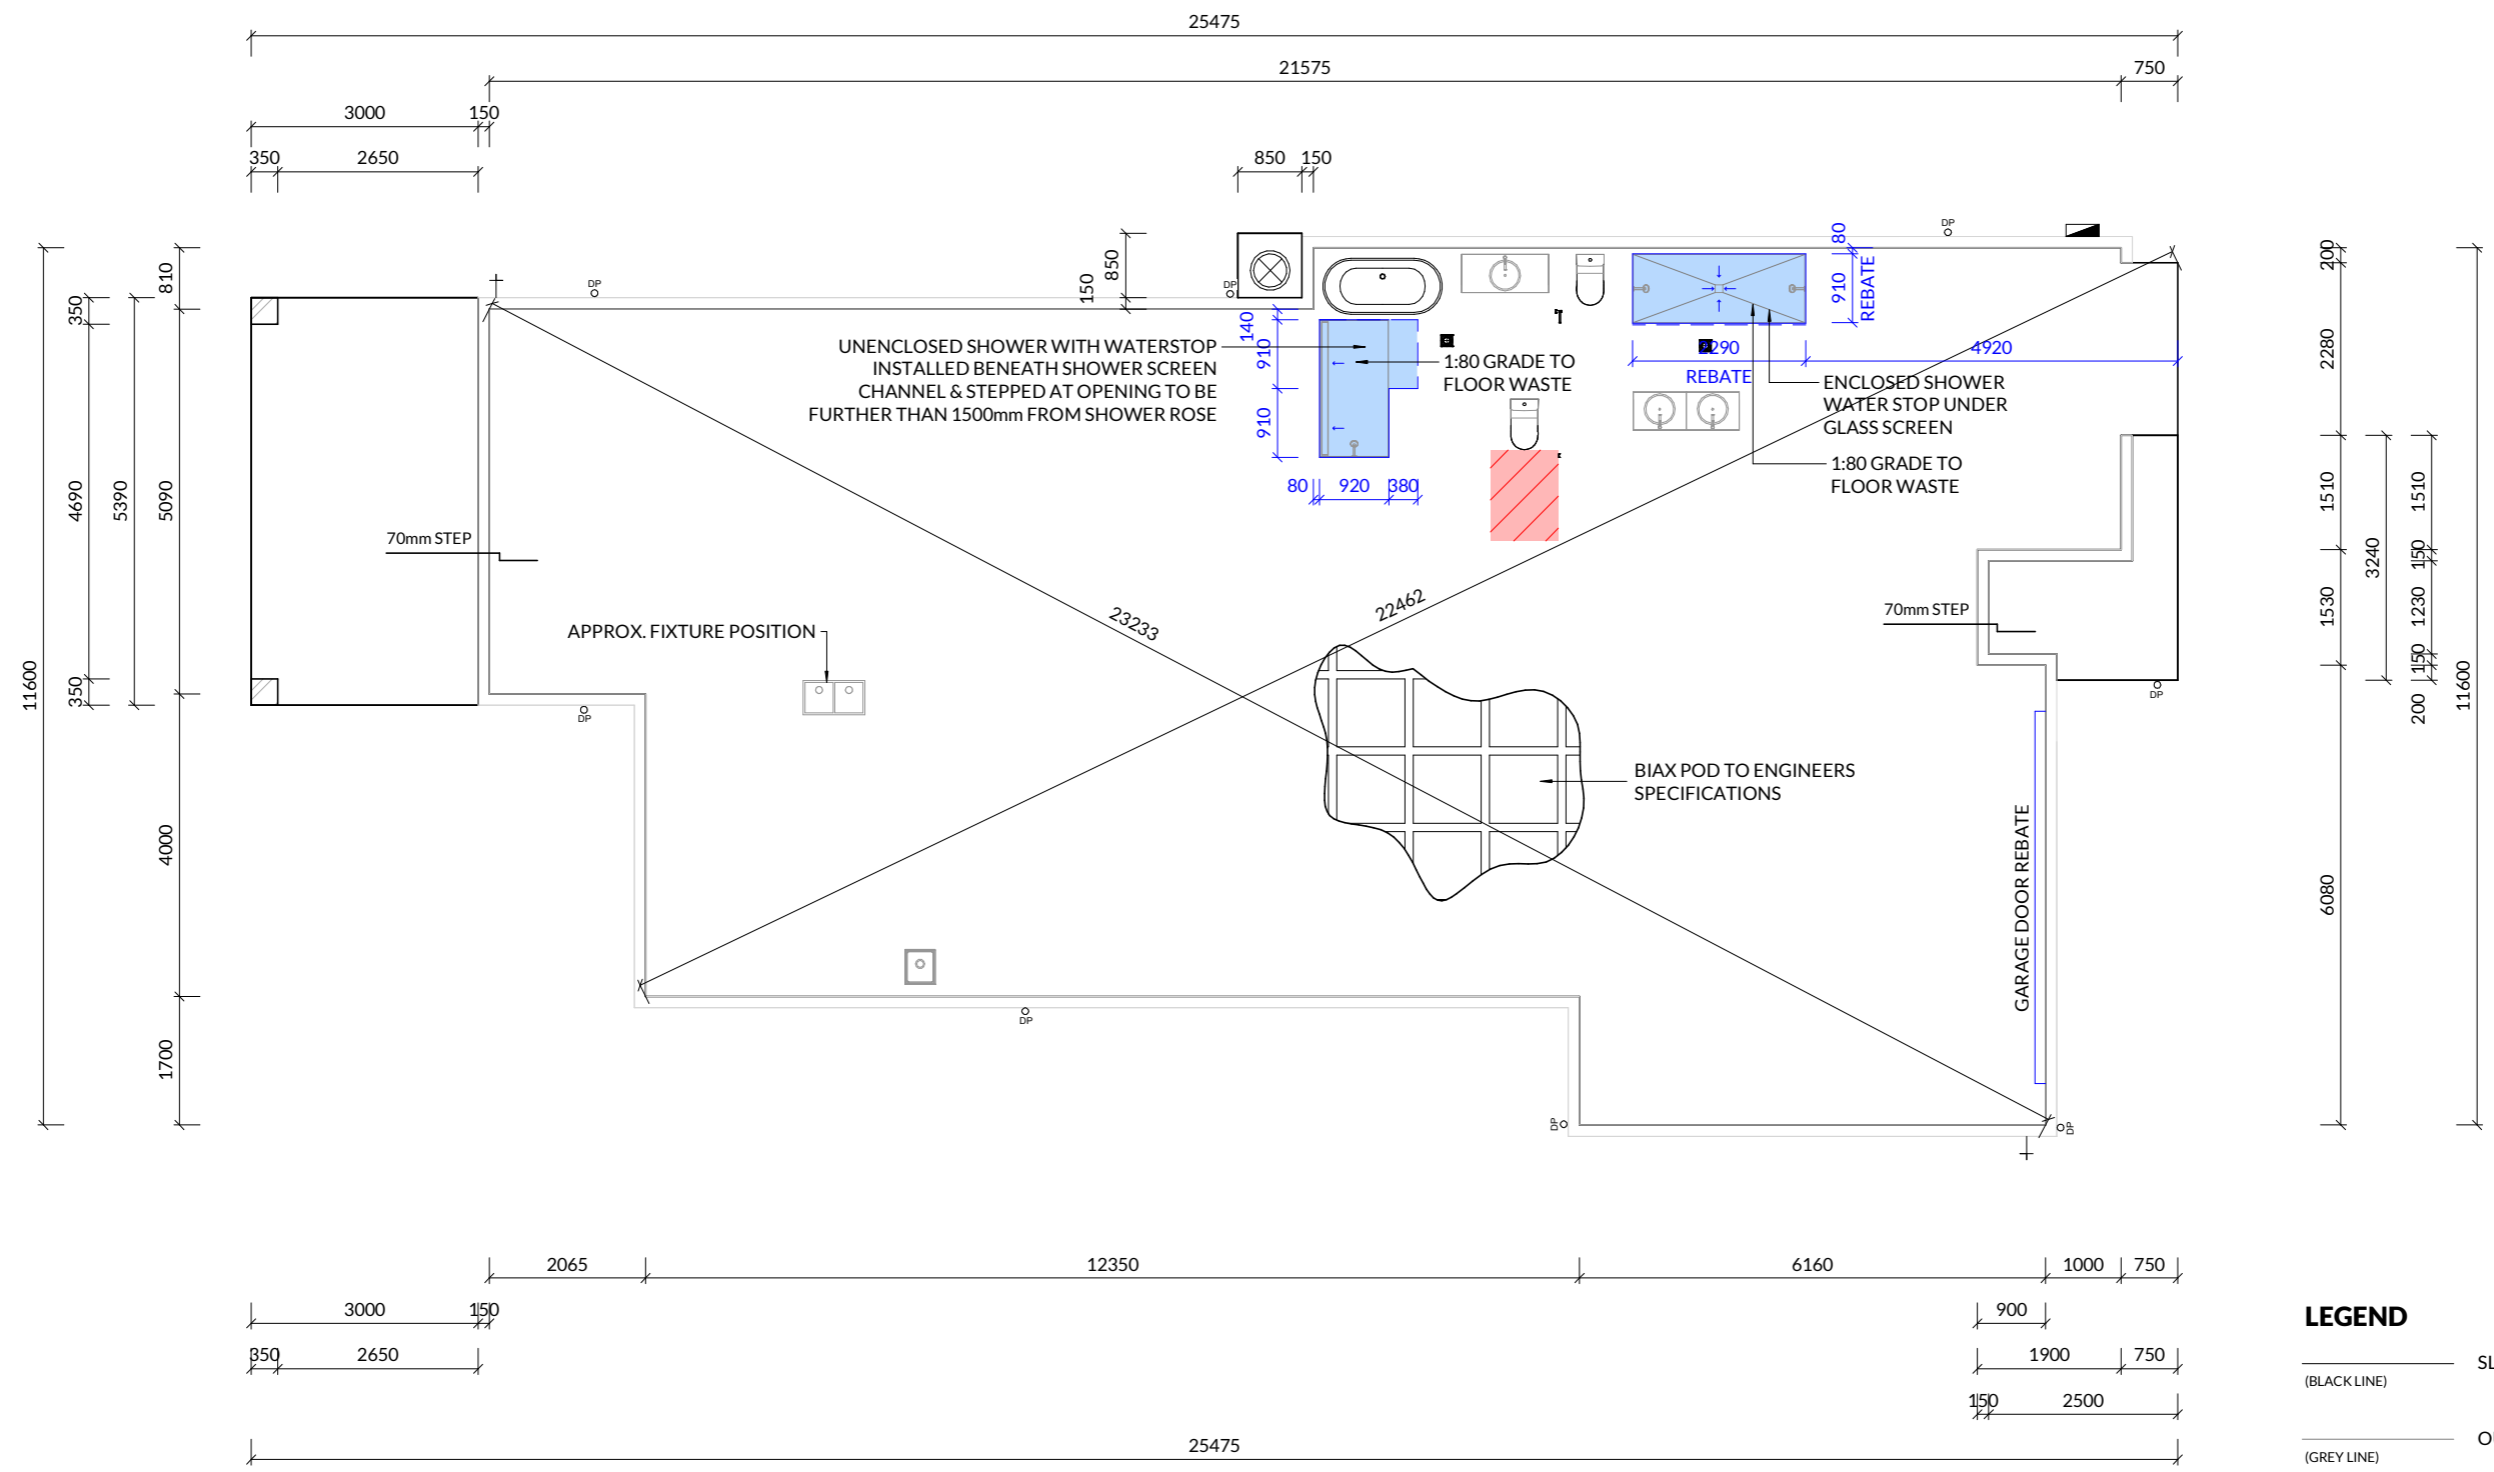 25475
21575
750
3000
150
350
2650
850
150
810
350
4690
5390
5090
350
11600
4000
1700
850
150
DP
DP
DP
80
910
REBATE
140
910
910
UNENCLOSED SHOWER WITH WATERSTOP
INSTALLED BENEATH SHOWER SCREEN
CHANNEL & STEPPED AT OPENING TO BE
FURTHER THAN 1500mm FROM SHOWER ROSE
1:80 GRADE TO
FLOOR WASTE
4920
REBATE
ENCLOSED SHOWER
WATER STOP UNDER
GLASS SCREEN
1:80 GRADE TO
FLOOR WASTE
80
920
380
200
2280
1510
1530
6080
3240
1510
150
1230
150
200
11600
70mm STEP
70mm STEP
APPROX. FIXTURE POSITION
23233
22462
DP
DP
BIAX POD TO ENGINEERS
SPECIFICATIONS
GARAGE DOOR REBATE
DP
DP
DP
2065
12350
6160
1000
750
3000
150
900
350
2650
1900
750
150
2500
25475
LEGEND
(BLACK LINE)
(GREY LINE)